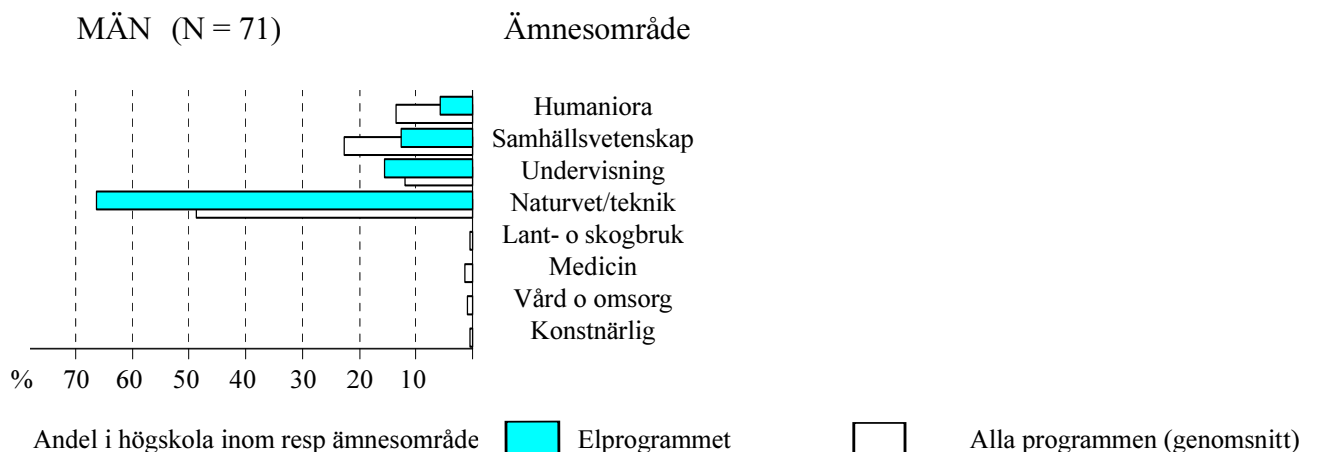 MÄN (N = 71) Ämnesområde
Humaniora
Samhällsvetenskap
Undervisning
Naturvet/teknik
Lant- o skogbruk
Medicin
Vård o omsorg
Konstnärlig
% 70 60 50 40 30 20 10
Andel i högskola inom resp ämnesområde Elprogrammet Alla programmen (genomsnitt)